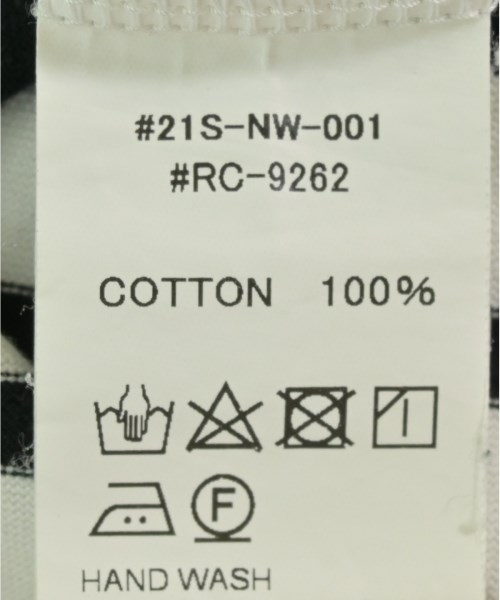 #21S-NW-001
#RC-9262
COTTON 100%
F
HAND WASH